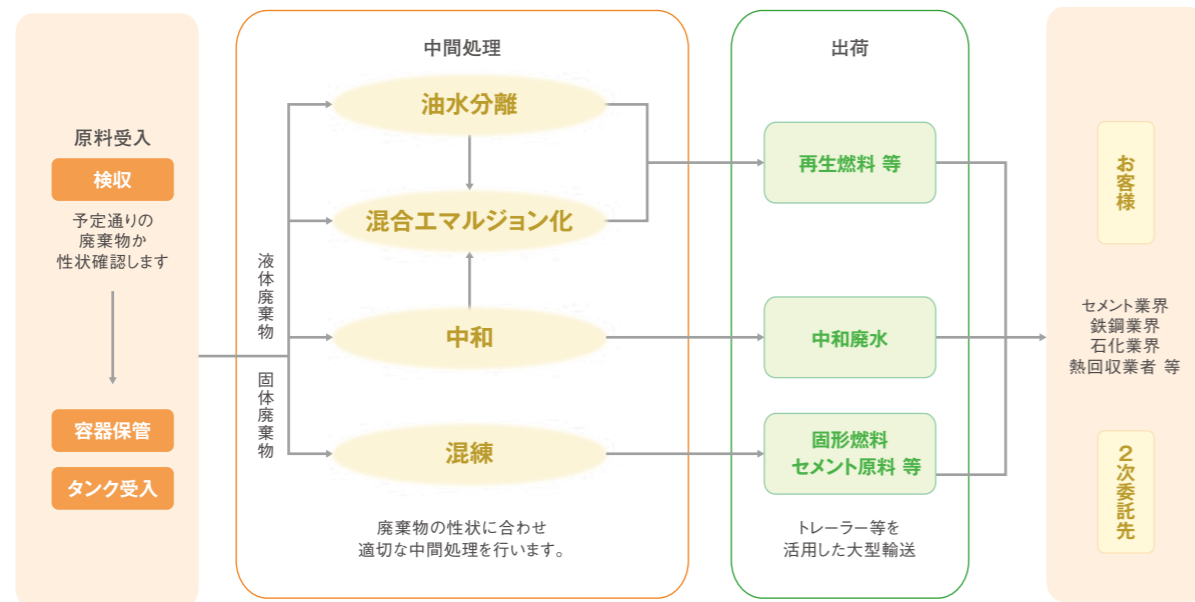 原料受入
検収
予定通りの
廃棄物か
性状確認します
容器保管
タンク受入
液体廃棄物
固体廃棄物
中間処理
油水分離
混合エマルジョン化
中和
混練
廃棄物の性状に合わせ
適切な中間処理を行います。
出荷
再生燃料 等
中和廃水
固形燃料
セメント原料 等
トレーラー等を
活用した大型輸送
お客様
セメント業界
鉄鋼業界
石化業界
熱回収業者 等
2次委託先